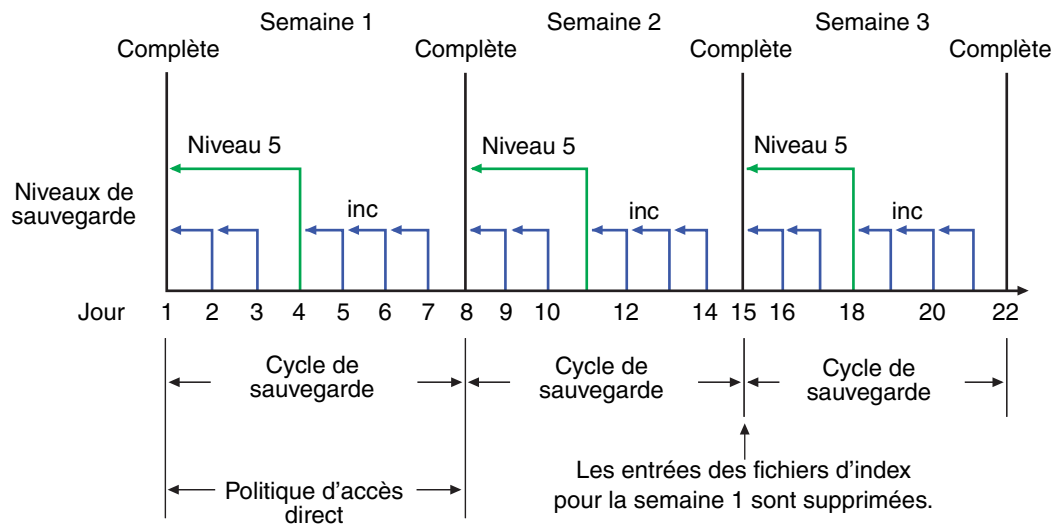 Semaine 1 Semaine 2 Semaine 3
Complète Complète Complète Complète
Niveau 5 Niveau 5 Niveau 5
Niveaux de
sauvegarde
inc inc inc
Jour 1 2 3 4 5 6 7 8 9 10 12 14 15 16 18 20 22
Cycle de
sauvegarde
Cycle de
sauvegarde
Cycle de
sauvegarde
Politique d'accès
direct
Les entrées des fichiers d'index
pour la semaine 1 sont supprimées.